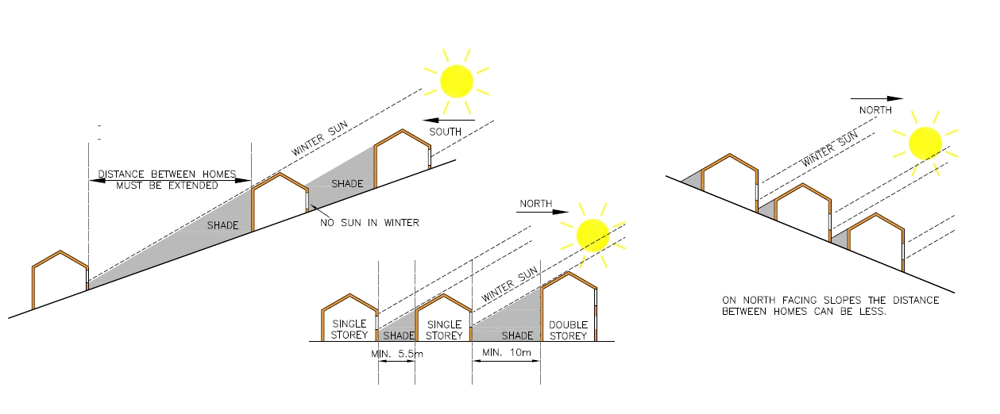 WINTER SUN
SOUTH
DISTANCE BETWEEN HOMES
MUST BE EXTENDED
SHADE
SHADE
NO SUN IN WINTER
NORTH
WINTER SUN
SINGLE
STOREY
SHADE
SINGLE
STOREY
SHADE
DOUBLE
STOREY
MIN. 5.5m
MIN. 10m
NORTH
WINTER SUN
ON NORTH FACING SLOPES THE DISTANCE
BETWEEN HOMES CAN BE LESS.